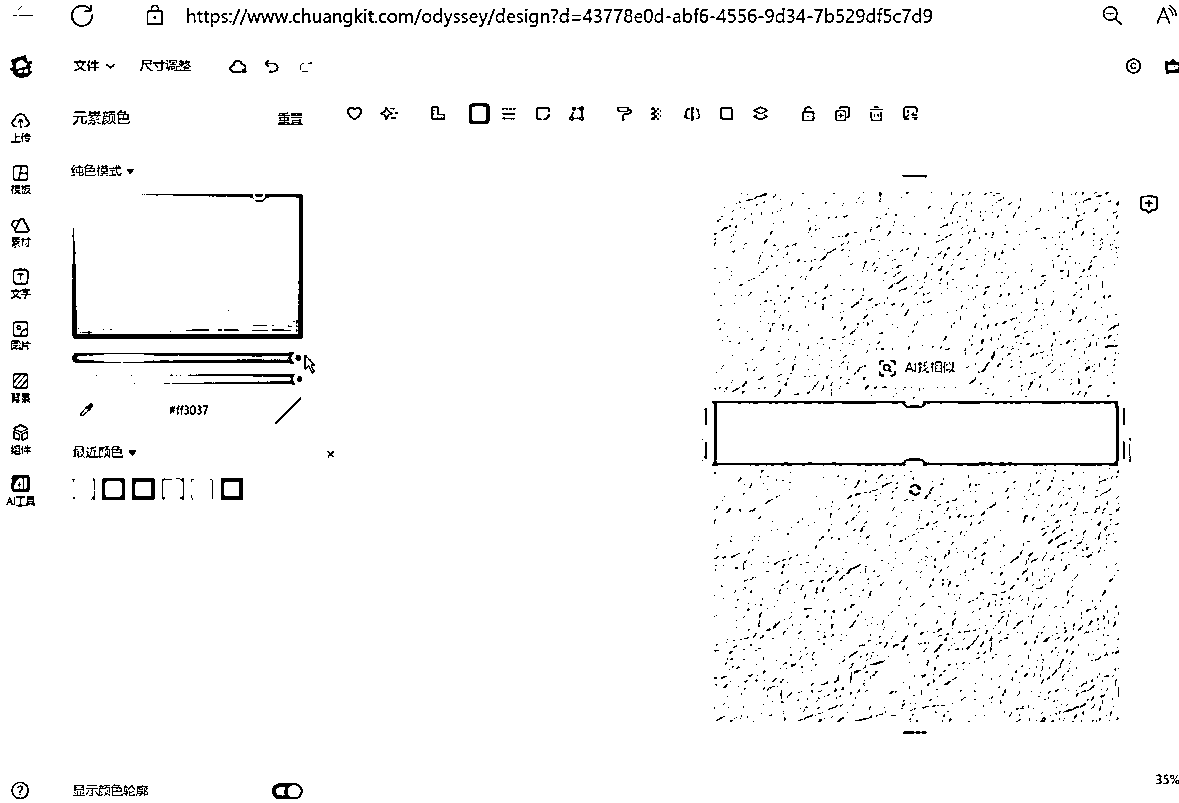 https://www.chuangkit.com/odyssey/design?d=43778e0d-abf6-4556-9d34-7b529df5c7d9
文件
尺寸调整
上传
模板
素材
文字
图片
背景
组件
AI工具
元素颜色
重置
纯色模式
#ff3037
最近颜色
显示颜色轮廓
AI找相似
35%